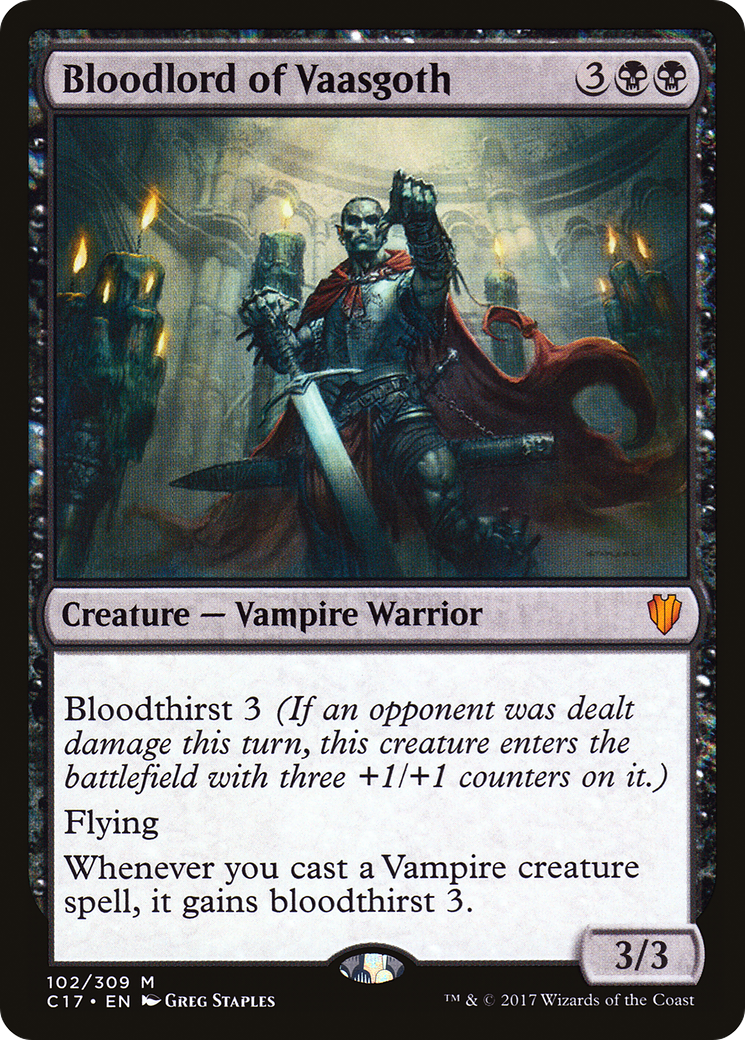 Bloodlord of Vaasgoth 3
Creature — Vampire Warrior
Bloodthirst 3 (If an opponent was dealt
damage this turn, this creature enters the
battlefield with three +1/+1 counters on it.)
Flying
Whenever you cast a Vampire creature
spell, it gains bloodthirst 3.
3/3
102/309 M
C17 • EN Greg Staples
™ & © 2017 Wizards of the Coast